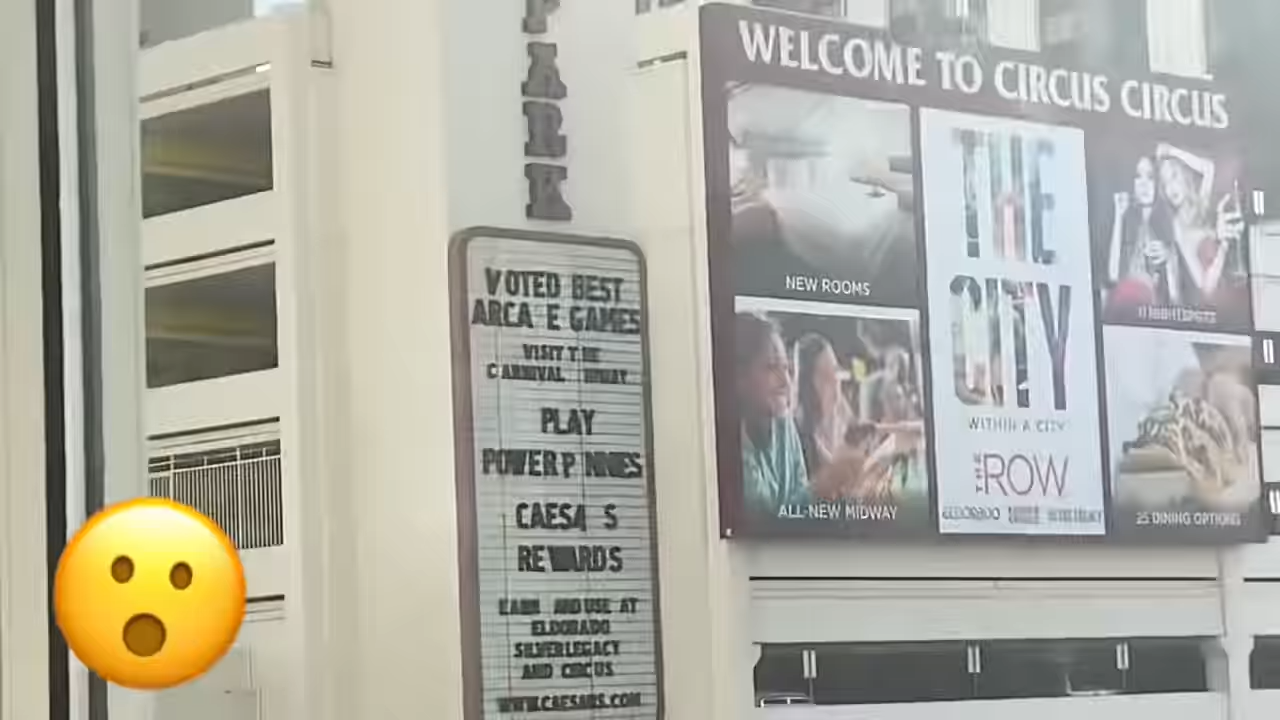 PARK
VOTED BEST
ARCA E GAMES
VISIT T E
CARNIVAL
PLAY
POWER P NNIES
CAESA S
REWARDS
EARN AND USE AT
ELDORADO
SILVER LEGACY
AND CIRCUS
WWW.CAESARS.COM
WELCOME TO CIRCUS CIRCUS
NEW ROOMS
ALL-NEW MIDWAY
THE
CITY
WITHIN A CITY
THE ROW
ELDORADO
25 DINING OPTIONS